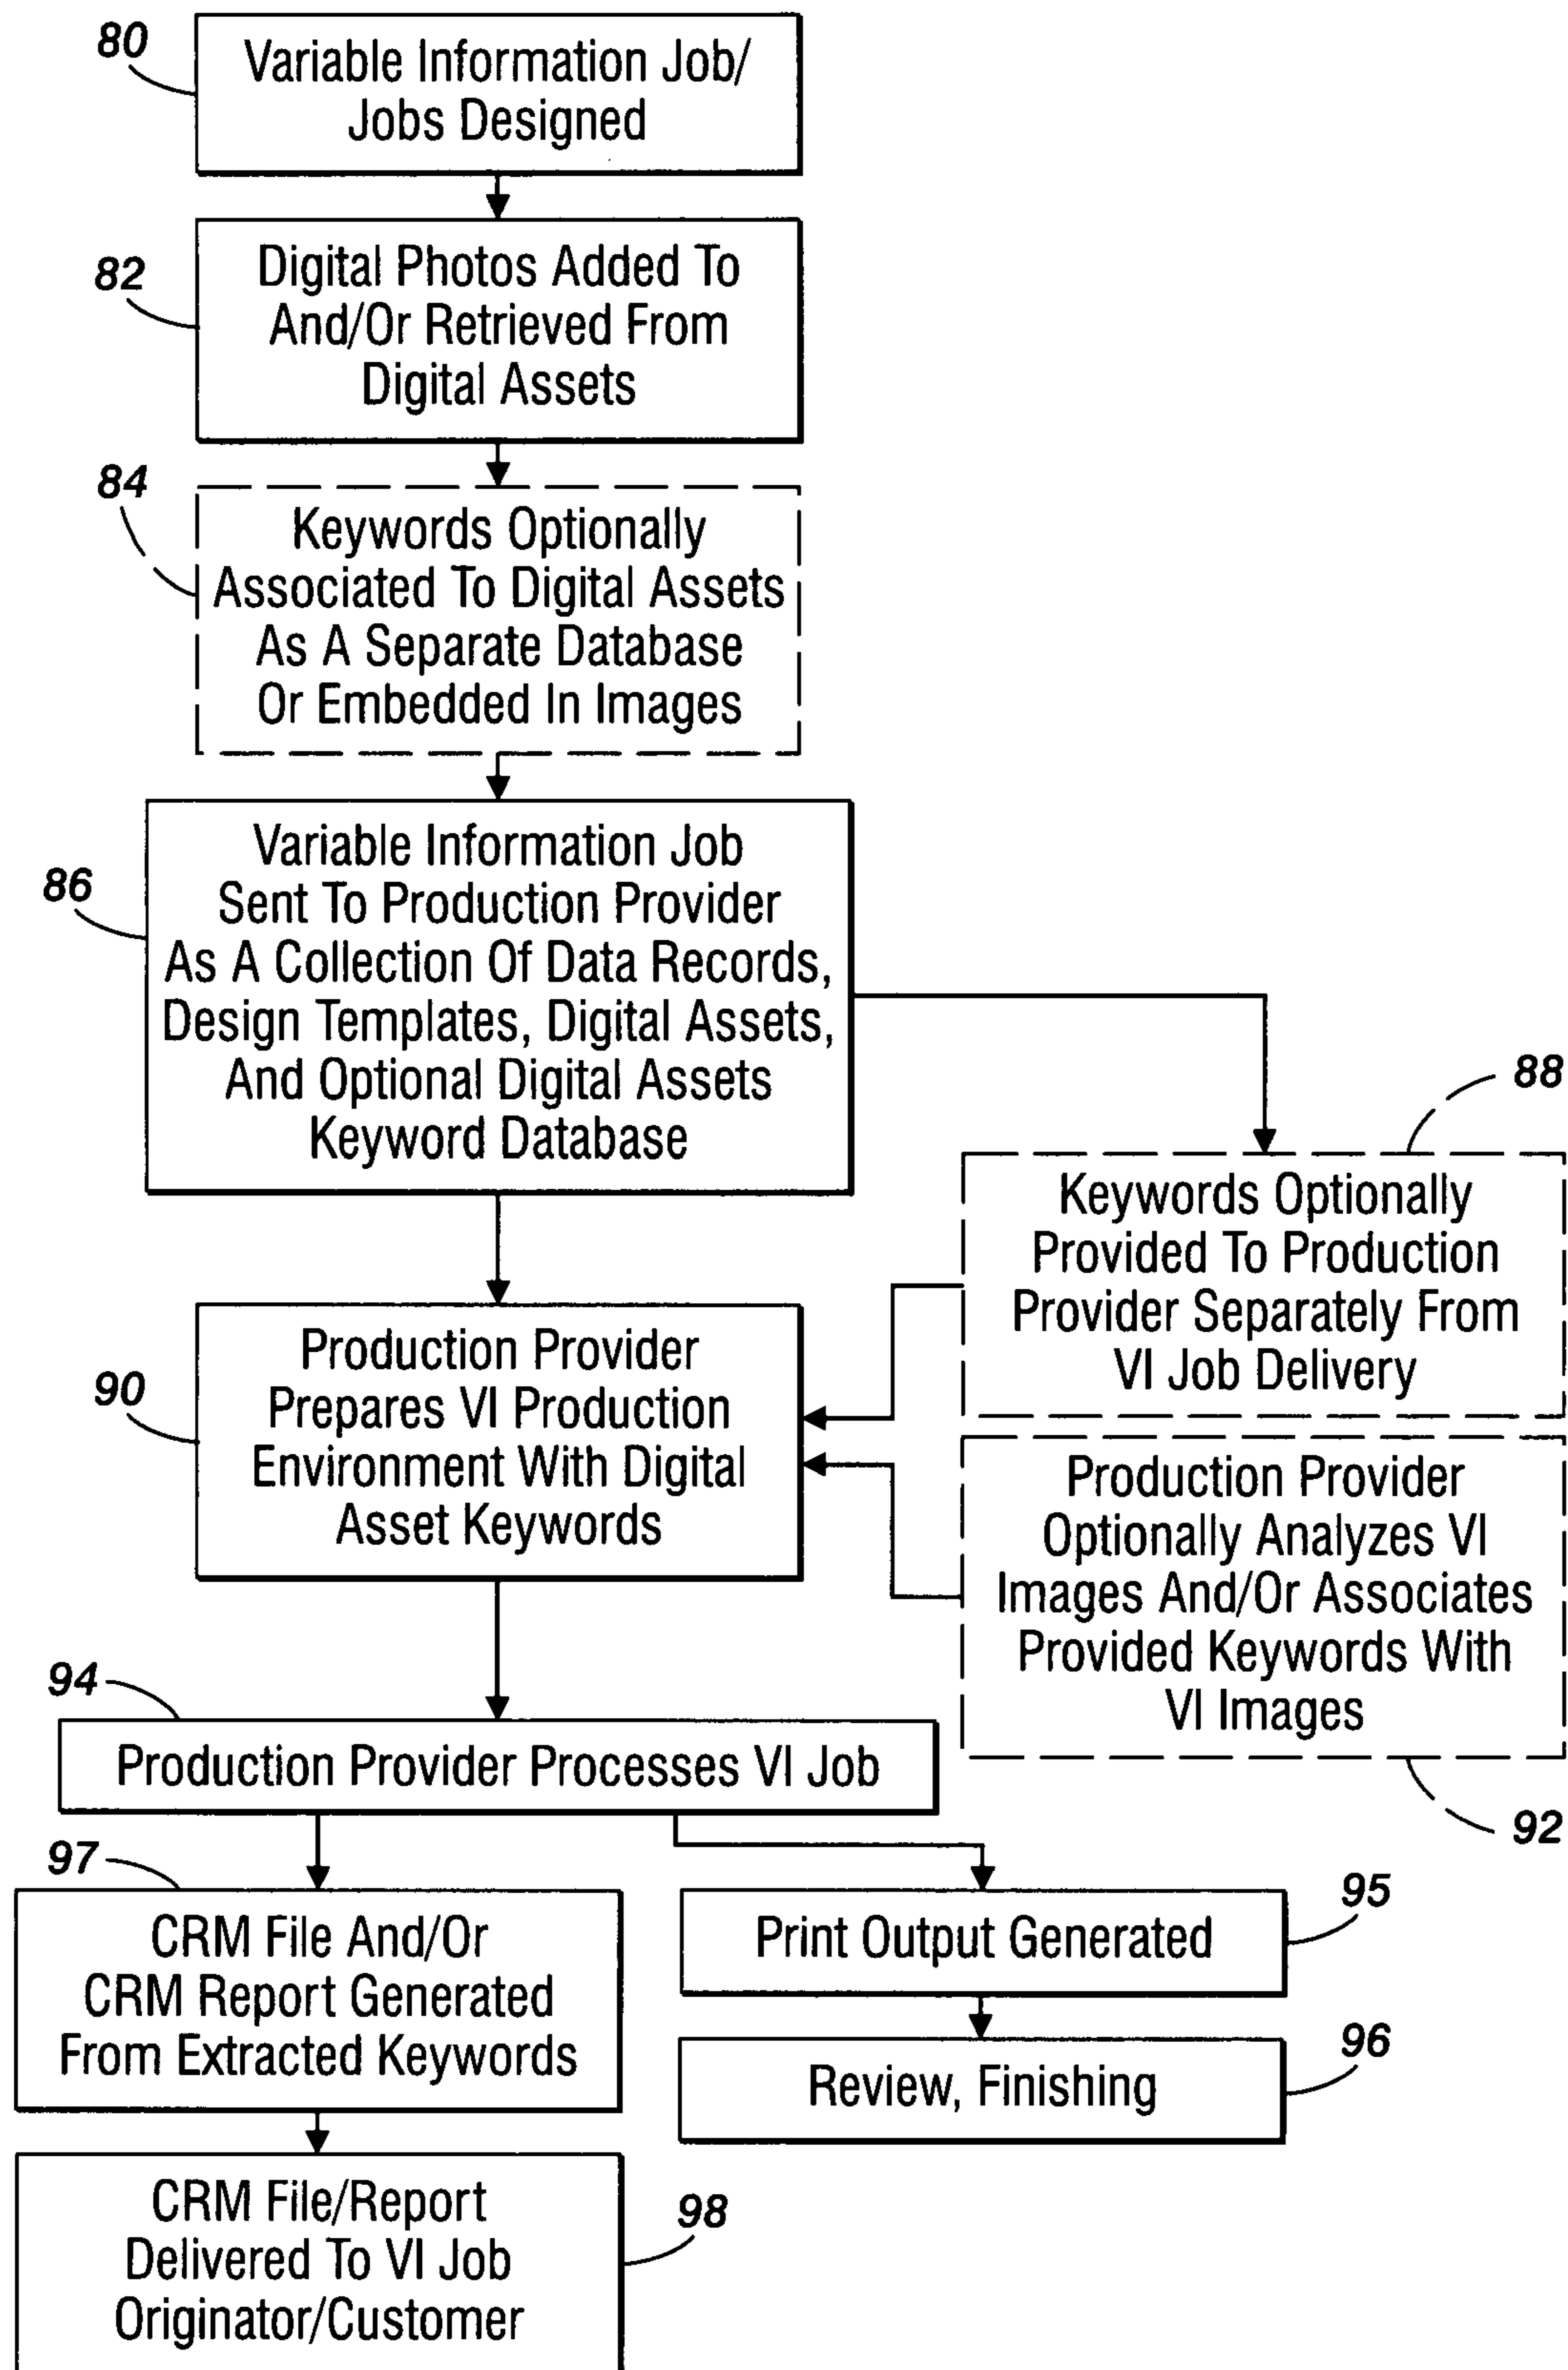 80
Variable Information Job/
Jobs Designed
82
Digital Photos Added To
And/Or Retrieved From
Digital Assets
84
Keywords Optionally
Associated To Digital Assets
As A Separate Database
Or Embedded In Images
86
Variable Information Job
Sent To Production Provider
As A Collection Of Data Records,
Design Templates, Digital Assets,
And Optional Digital Assets
Keyword Database
88
Keywords Optionally
Provided To Production
Provider Separately From
VI Job Delivery
90
Production Provider
Prepares VI Production
Environment With Digital
Asset Keywords
Production Provider
Optionally Analyzes VI
Images And/Or Associates
Provided Keywords With
VI Images
92
94
Production Provider Processes VI Job
97
CRM File And/Or
CRM Report Generated
From Extracted Keywords
95
Print Output Generated
96
Review, Finishing
CRM File/Report
Delivered To VI Job
Originator/Customer
98